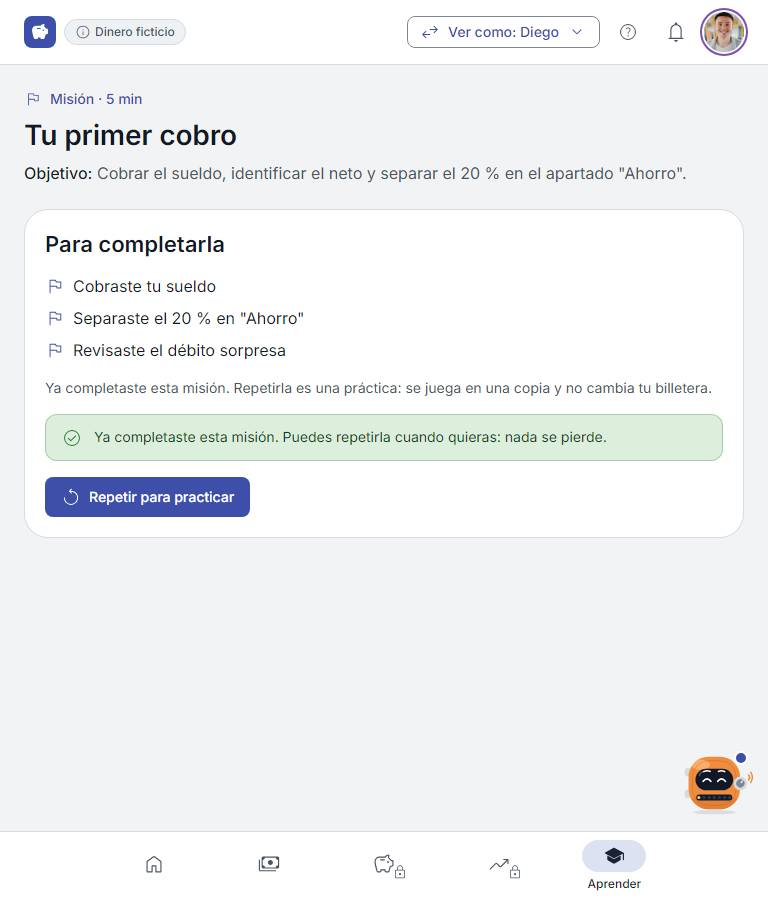 Dinero ficticio
Ver como: Diego
Misión · 5 min
Tu primer cobro
Objetivo: Cobrar el sueldo, identificar el neto y separar el 20 % en el apartado "Ahorro".
Para completarla
Cobraste tu sueldo
Separaste el 20 % en "Ahorro"
Revisaste el débito sorpresa
Ya completaste esta misión. Repetirla es una práctica: se juega en una copia y no cambia tu billetera.
Ya completaste esta misión. Puedes repetirla cuando quieras: nada se pierde.
Repetir para practicar
Aprender